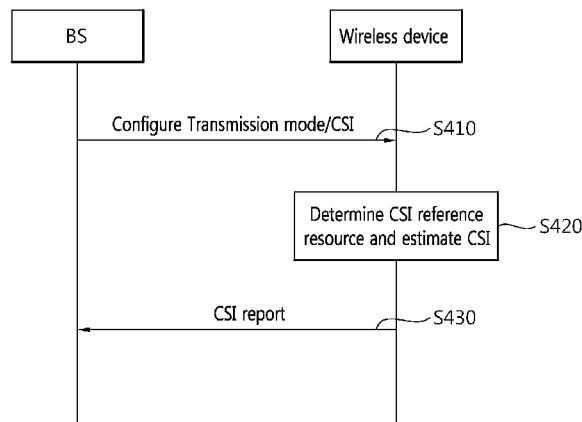 BS
Wireless device
Configure Transmission mode/CSI
S410
Determine CSI reference
resource and estimate CSI
S420
CSI report
S430